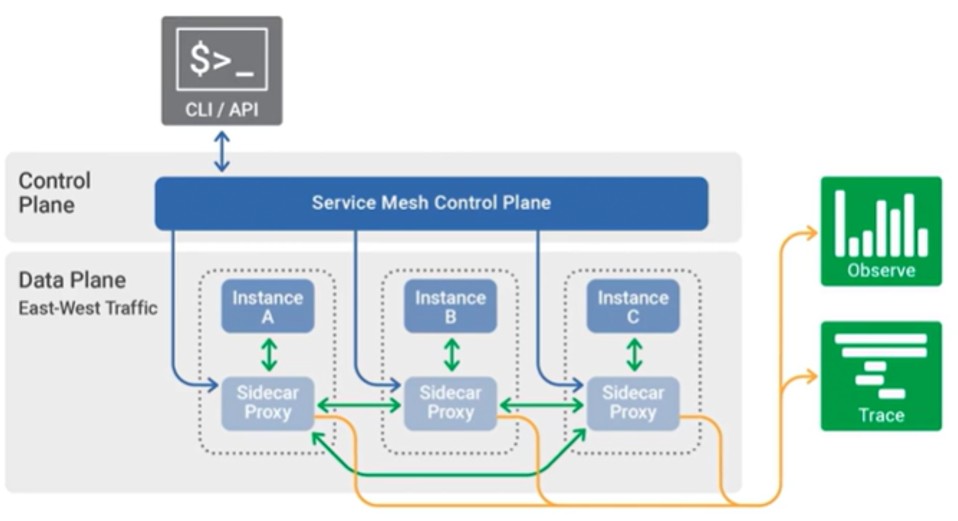 $>_
CLI / API
Control
Plane
Service Mesh Control Plane
Data Plane
East-West Traffic
Instance
A
Instance
B
Instance
C
Sidecar
Proxy
Sidecar
Proxy
Sidecar
Proxy
Observe
Trace